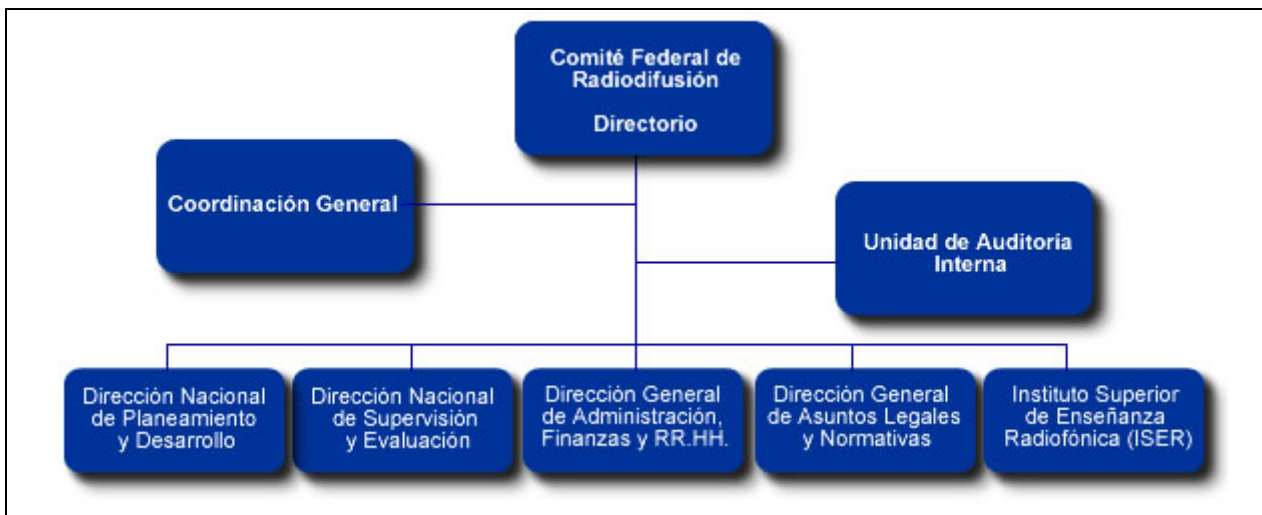 Comité Federal de
Radiodifusión
Directorio
Coordinación General
Unidad de Auditoría
Interna
Dirección Nacional
de Planeamiento
y Desarrollo
Dirección Nacional
de Supervisión
y Evaluación
Dirección General
de Administración,
Finanzas y RR.HH.
Dirección General
de Asuntos Legales
y Normativas
Instituto Superior
de Enseñanza
Radiofónica (ISER)